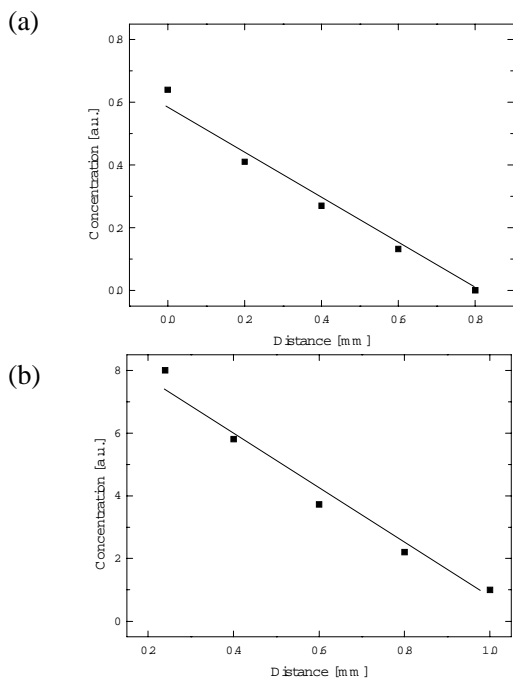 (a)
0.8
0.6
0.4
0.2
0.0
Concentration [a.u.]
0.0 0.2 0.4 0.6 0.8
Distance [mm]
(b)
8
6
4
2
0
Concentration [a.u.]
0.2 0.4 0.6 0.8 1.0
Distance [mm]